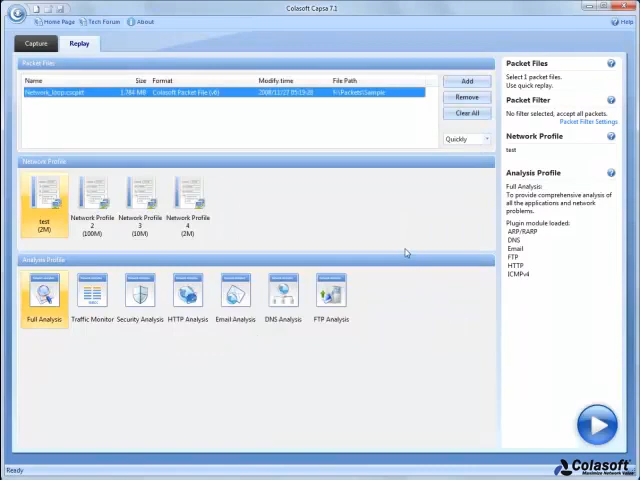 Colasoft Capsa 7.1
Home Page Tech Forum About Help
Capture Replay
Packet Files
Name Size Format Modify time File Path
Network_loop.cscpkt 3.784 MB Colasoft Packet File (v6) 2008/12/27 05:19:28
Add
Remove
Clear All
Quickly
Network Profile
test
(2M)
Network Profile
2
(100M)
Network Profile
3
(10M)
Network Profile
4
(2M)
Analysis Profile
Full Analysis Traffic Monitor Security Analysis HTTP Analysis Email Analysis DNS Analysis FTP Analysis
Packet Files
Select 1 packet files.
Use quick replay.
Packet Filter
No filter selected, accept all packets.
Packet Filter Settings
Network Profile
test
Analysis Profile
Full Analysis:
To provide comprehensive analysis of
all the applications and network
problems.
Plugin module loaded:
ARP/RARP
DNS
Email
FTP
HTTP
ICMPv4
Ready
Colasoft
Maximize Network Value